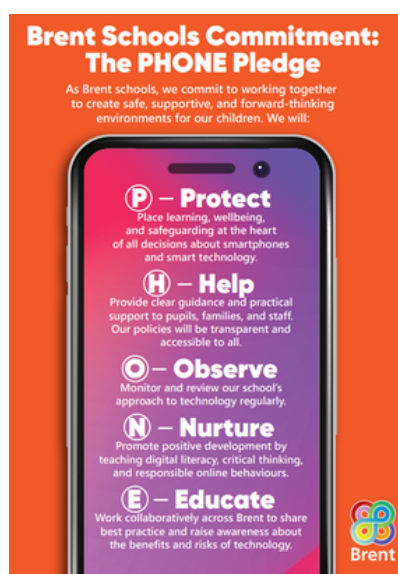 Brent Schools Commitment:
The PHONE Pledge
As Brent schools, we commit to working together
to create safe, supportive, and forward-thinking
environments for our children. We will:
P – Protect
Place learning, wellbeing,
and safeguarding at the heart
of all decisions about smartphones
and smart technology.
H – Help
Provide clear guidance and practical
support to pupils, families, and staff.
Our policies will be transparent and
accessible to all.
O – Observe
Monitor and review our school's
approach to technology regularly.
N – Nurture
Promote positive development by
teaching digital literacy, critical thinking,
and responsible online behaviours.
E – Educate
Work collaboratively across Brent to share
best practice and raise awareness about
the benefits and risks of technology.
Brent